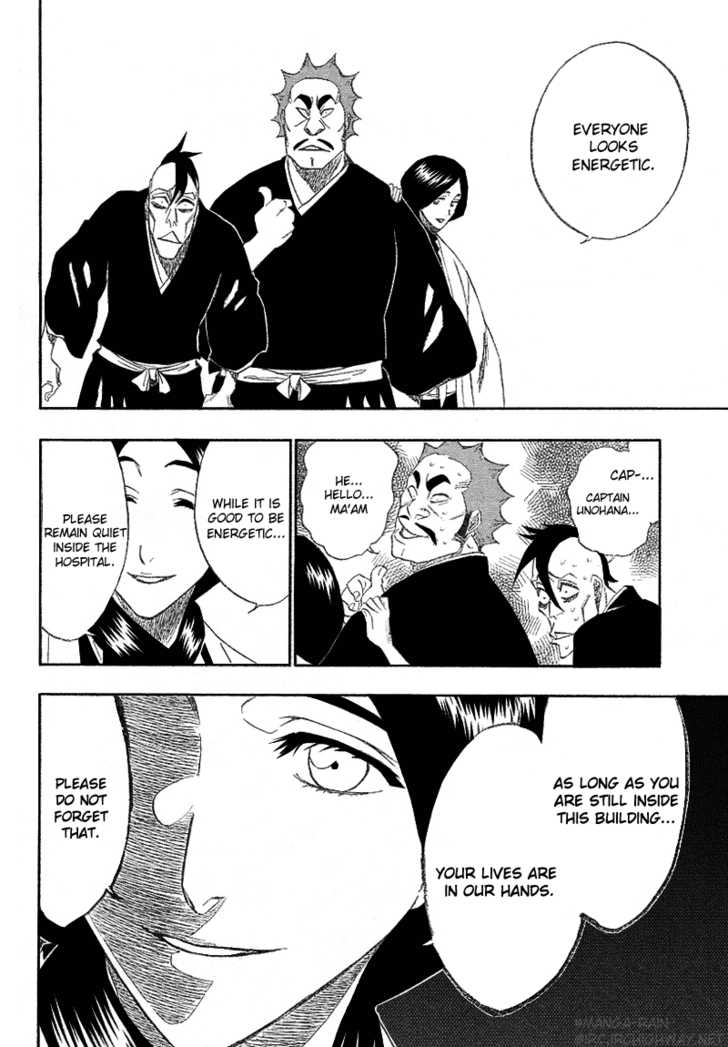 EVERYONE
LOOKS
ENERGETIC.
CAP-...
CAPTAIN
UNOHANA...
HE...
HELLO...
MA'AM
WHILE IT IS
GOOD TO BE
ENERGETIC...
PLEASE
REMAIN QUIET
INSIDE THE
HOSPITAL.
AS LONG AS YOU
ARE STILL INSIDE
THIS BUILDING...
YOUR LIVES ARE
IN OUR HANDS.
PLEASE
DO NOT
FORGET
THAT.
#MANGA-RAIN